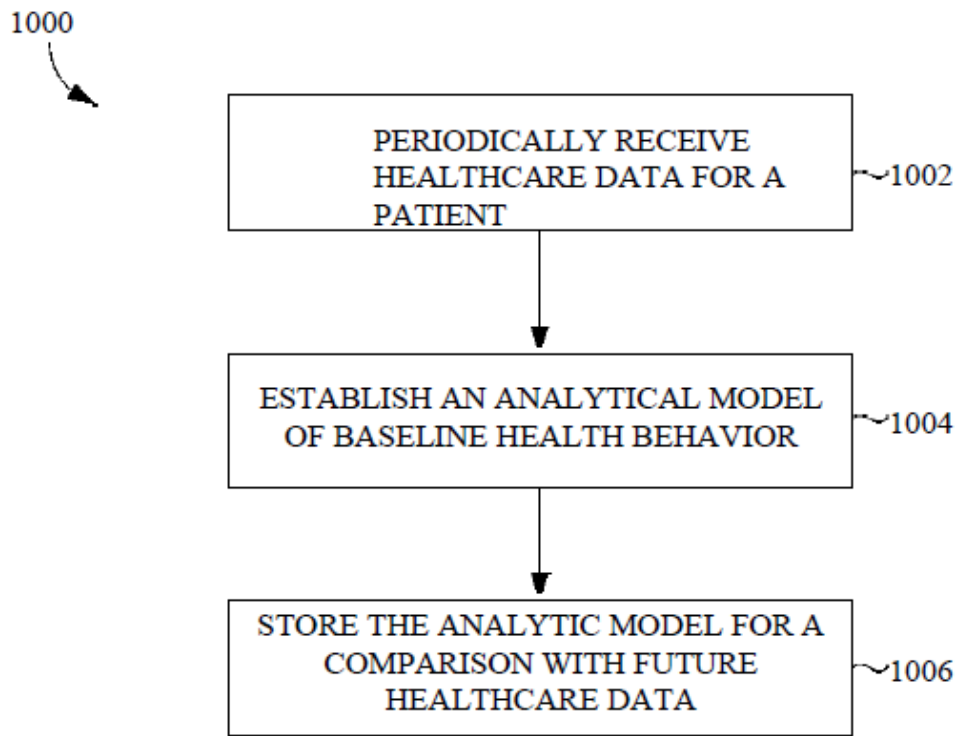 1000
PERIODICALLY RECEIVE
HEALTHCARE DATA FOR A
PATIENT
1002
ESTABLISH AN ANALYTICAL MODEL
OF BASELINE HEALTH BEHAVIOR
1004
STORE THE ANALYTIC MODEL FOR A
COMPARISON WITH FUTURE
HEALTHCARE DATA
1006